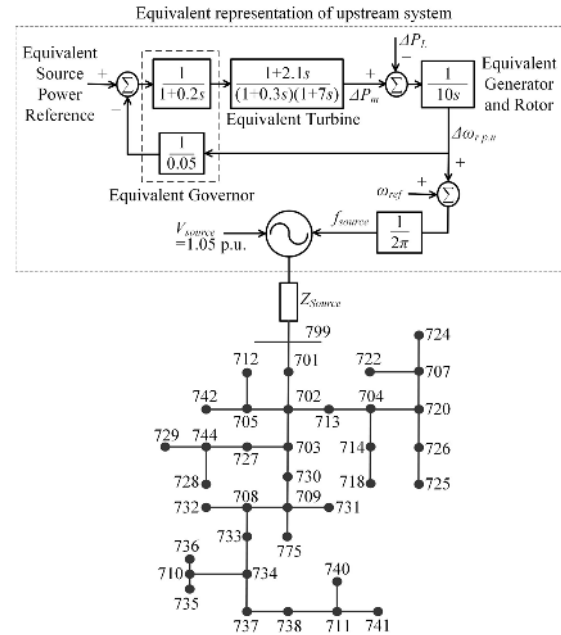 Equivalent representation of upstream system
Equivalent
Source
Power
Reference
+
−
Σ
1
1+0.2s
1+2.1s
(1+0.3s)(1+7s)
Equivalent Turbine
ΔP_m
+
ΔP_L
−
Σ
1
10s
Equivalent
Generator
and Rotor
Δω_r p.u
1
0.05
Equivalent Governor
+
+
ω_ref
Σ
V_source
=1.05 p.u.
f_source
1
2π
Z_Source
799
724
712
701
722
707
742
702
704
705
713
720
729
744
703
714
726
727
728
730
718
725
708
709
732
731
733
775
736
740
710
734
735
737
738
711
741